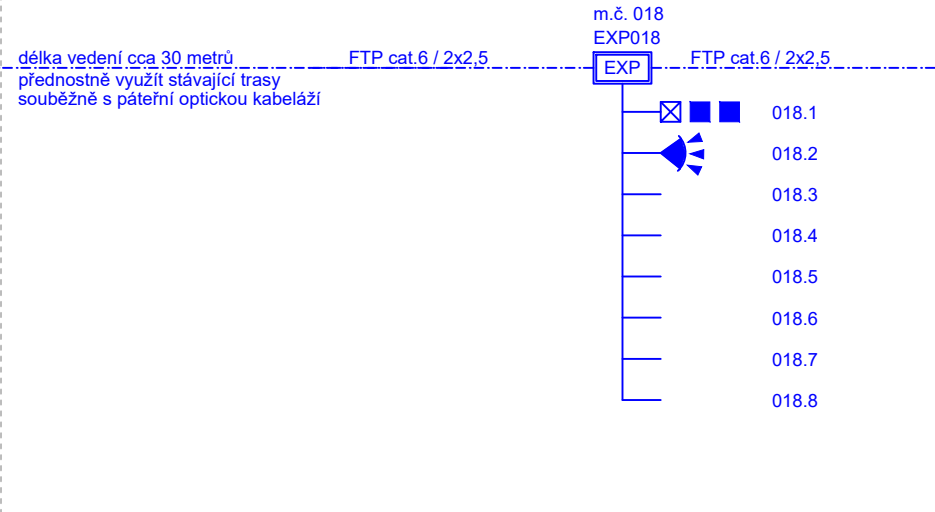 m.č. 018
EXP018
délka vedení cca 30 metrů
FTP cat.6 / 2x2,5
EXP
FTP cat.6 / 2x2,5
přednostně využít stávající trasy
souběžně s páteřní optickou kabeláží
018.1
018.2
018.3
018.4
018.5
018.6
018.7
018.8